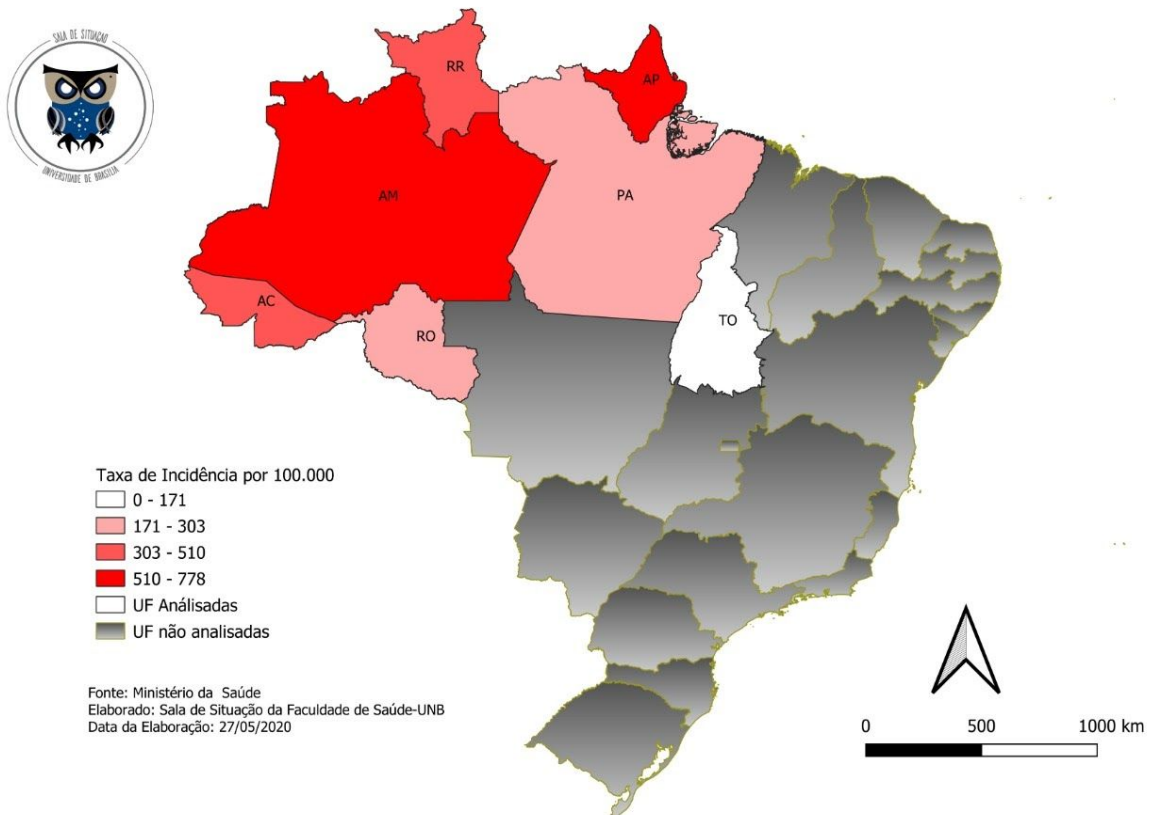 SALA DE SITUAÇÃO
UNIVERSIDADE DE BRASÍLIA
RR
AP
AM
PA
AC
RO
TO
Taxa de Incidência por 100.000
0 - 171
171 - 303
303 - 510
510 - 778
UF Análisadas
UF não analisadas
Fonte: Ministério da Saúde
Elaborado: Sala de Situação da Faculdade de Saúde-UNB
Data da Elaboração: 27/05/2020
0 500 1000 km